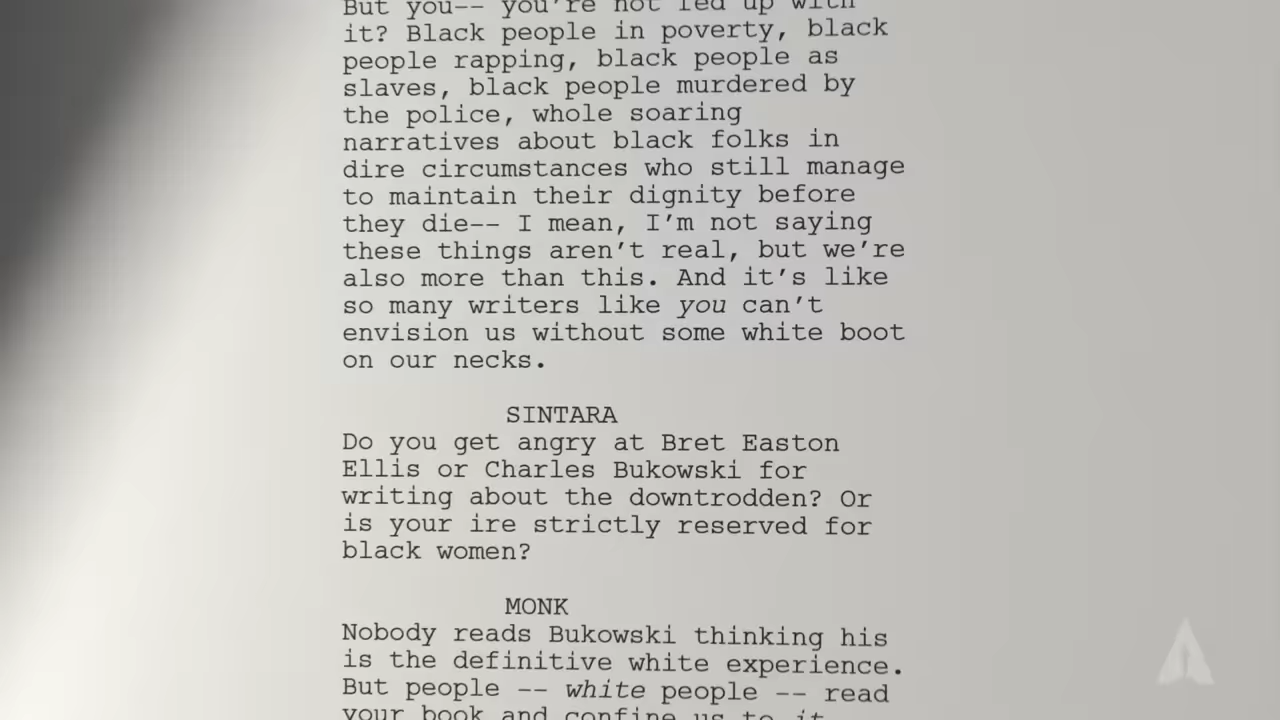 But you-- you're not fed up with
it? Black people in poverty, black
people rapping, black people as
slaves, black people murdered by
the police, whole soaring
narratives about black folks in
dire circumstances who still manage
to maintain their dignity before
they die-- I mean, I'm not saying
these things aren't real, but we're
also more than this. And it's like
so many writers like you can't
envision us without some white boot
on our necks.
SINTARA
Do you get angry at Bret Easton
Ellis or Charles Bukowski for
writing about the downtrodden? Or
is your ire strictly reserved for
black women?
MONK
Nobody reads Bukowski thinking his
is the definitive white experience.
But people -- white people -- read
your book and confine us to it.